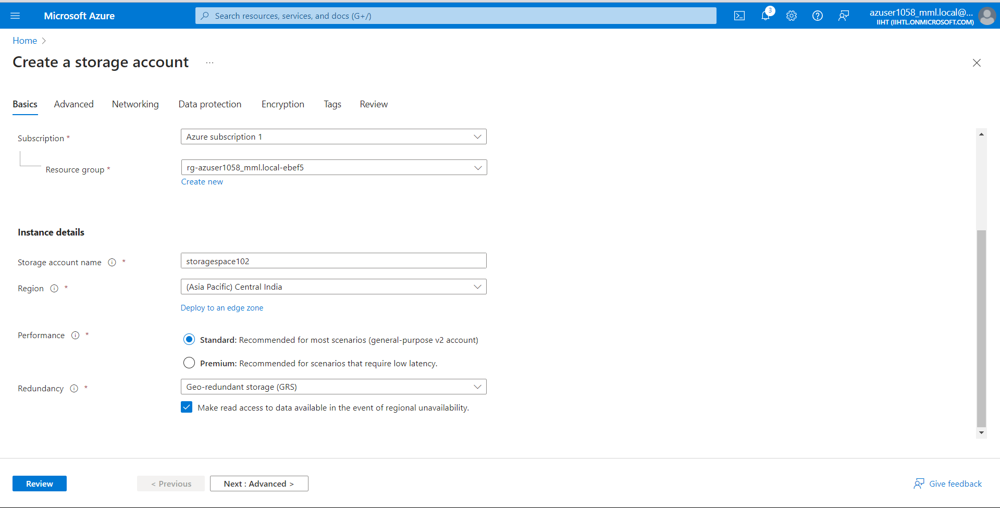 Microsoft Azure
Search resources, services, and docs (G+/)
3
azuser1058_mml.local@...
IIHT (IIHTL.ONMICROSOFT.COM)
Home >
Create a storage account ...
Basics Advanced Networking Data protection Encryption Tags Review
Subscription * Azure subscription 1
Resource group * rg-azuser1058_mml.local-ebef5
Create new
Instance details
Storage account name * storagespace102
Region * (Asia Pacific) Central India
Deploy to an edge zone
Performance * Standard: Recommended for most scenarios (general-purpose v2 account)
Premium: Recommended for scenarios that require low latency.
Redundancy * Geo-redundant storage (GRS)
Make read access to data available in the event of regional unavailability.
Review < Previous Next : Advanced > Give feedback